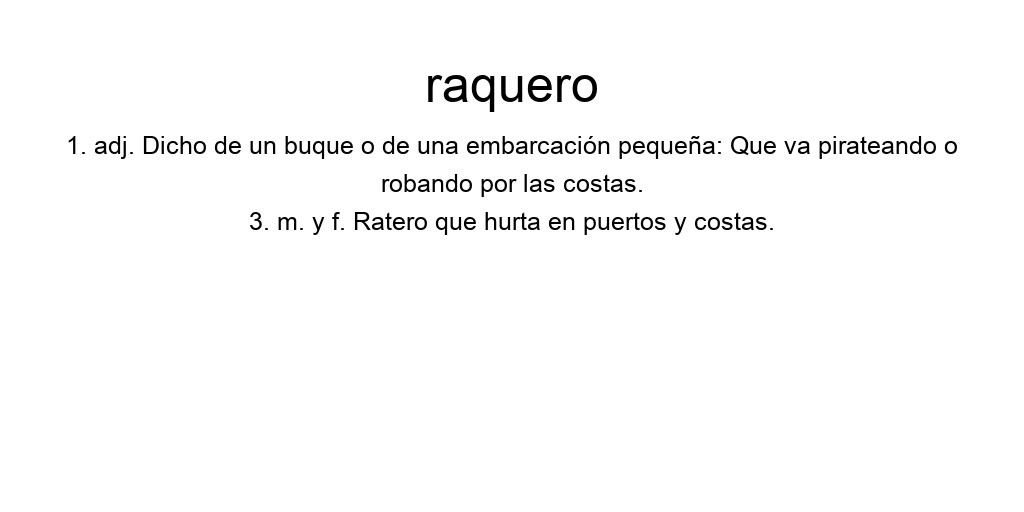 raquero
1. adj. Dicho de un buque o de una embarcación pequeña: Que va pirateando o
robando por las costas.
3. m. y f. Ratero que hurta en puertos y costas.